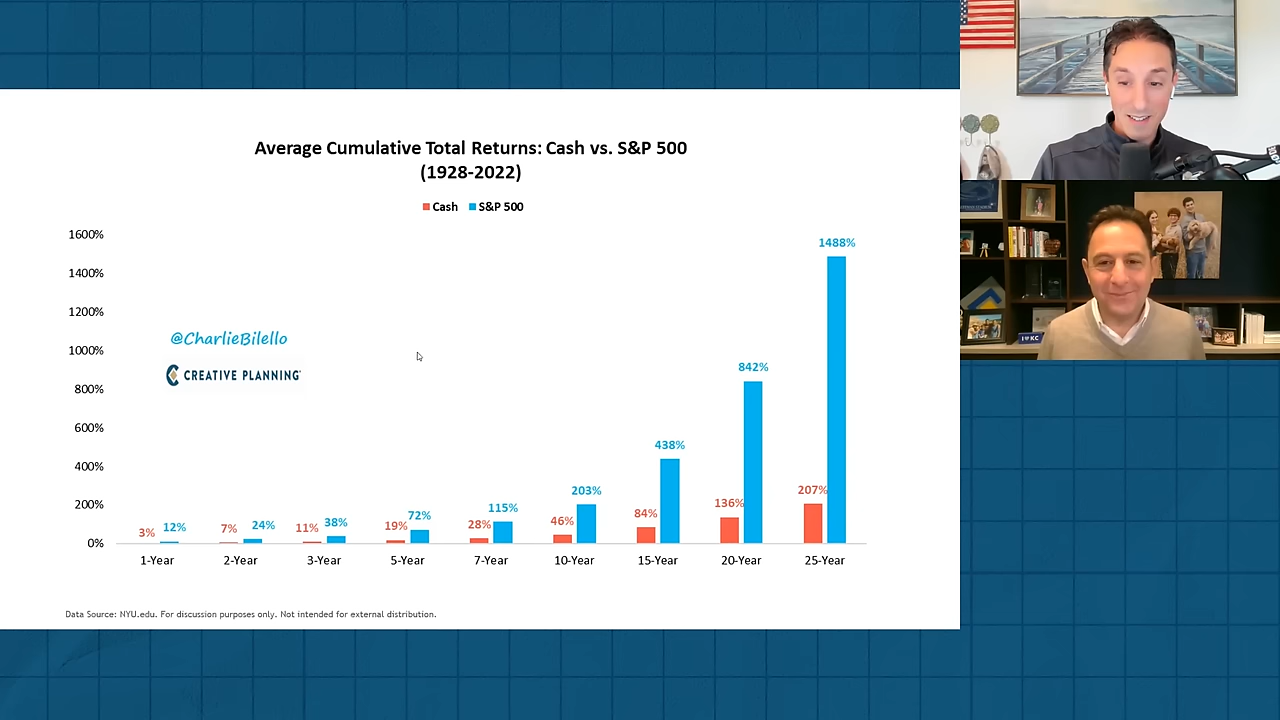 Average Cumulative Total Returns: Cash vs. S&P 500
(1928-2022)
Cash S&P 500
1600%
1400%
1200%
1000%
800%
600%
400%
200%
0%
@CharlieBilello
CREATIVE PLANNING
3% 12% 7% 24% 11% 38% 19% 72% 28% 115% 46% 203% 84% 438% 136% 842% 207% 1488%
1-Year 2-Year 3-Year 5-Year 7-Year 10-Year 15-Year 20-Year 25-Year
Data Source: NYU.edu. For discussion purposes only. Not intended for external distribution.
I ♥ KC